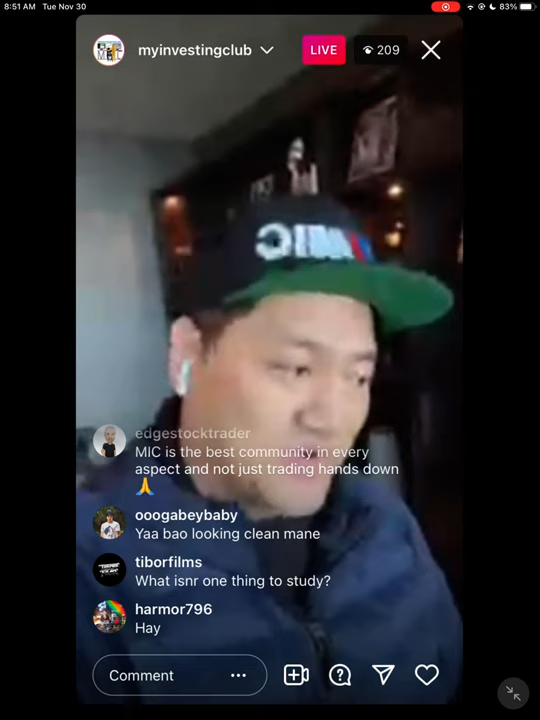 8:51 AM Tue Nov 30
83%
myinvestingclub
LIVE
209
edgestocktrader
MIC is the best community in every
aspect and not just trading hands down
🙏
ooogabeybaby
Yaa bao looking clean mane
tiborfilms
What isnr one thing to study?
harmor796
Hay
Comment